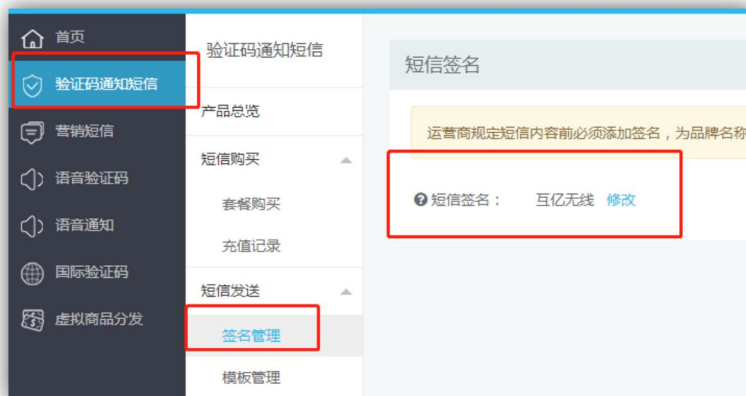 首页
验证码通知短信
营销短信
语音验证码
语音通知
国际验证码
虚拟商品分发
验证码通知短信
产品总览
短信购买
套餐购买
充值记录
短信发送
签名管理
模板管理
短信签名
运营商规定短信内容前必须添加签名，为品牌名称
短信签名： 互亿无线 修改